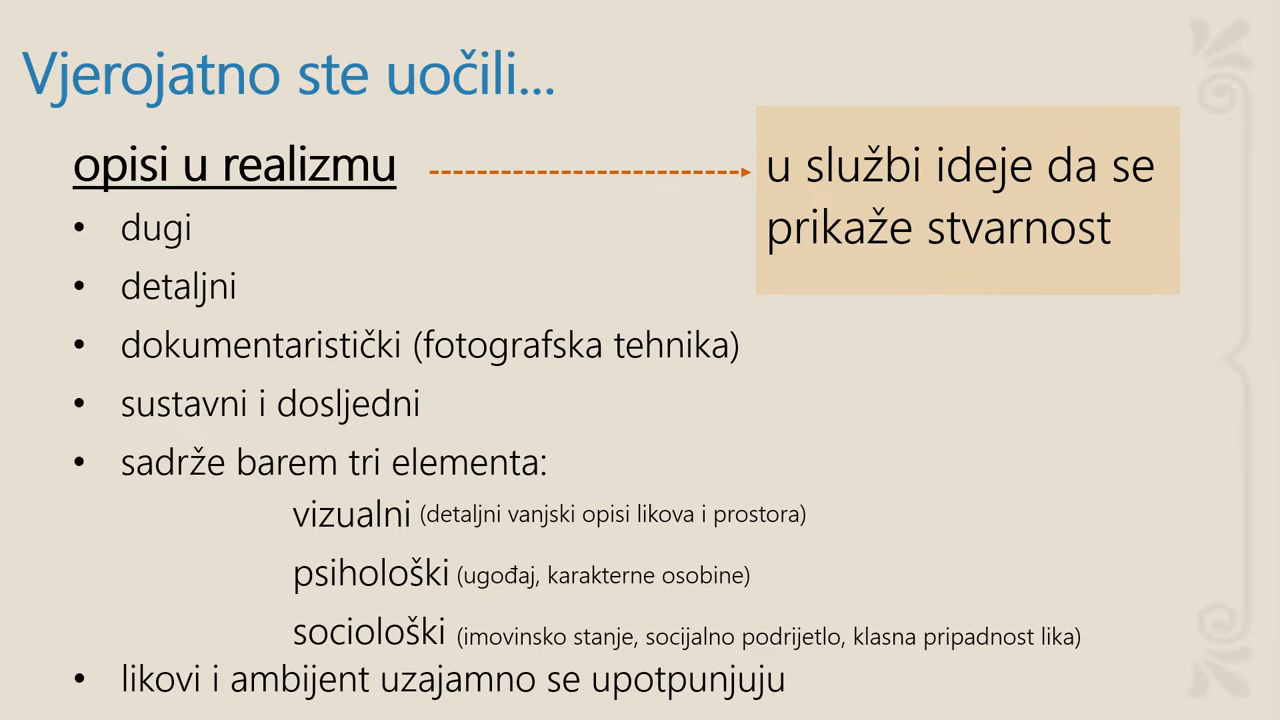 Vjerojatno ste uočili...
opisi u realizmu
u službi ideje da se
prikaže stvarnost
• dugi
• detaljni
• dokumentaristički (fotografska tehnika)
• sustavni i dosljedni
• sadrže barem tri elementa:
vizualni (detaljni vanjski opisi likova i prostora)
psihološki (ugođaj, karakterne osobine)
sociološki (imovinsko stanje, socijalno podrijetlo, klasna pripadnost lika)
• likovi i ambijent uzajamno se upotpunjuju